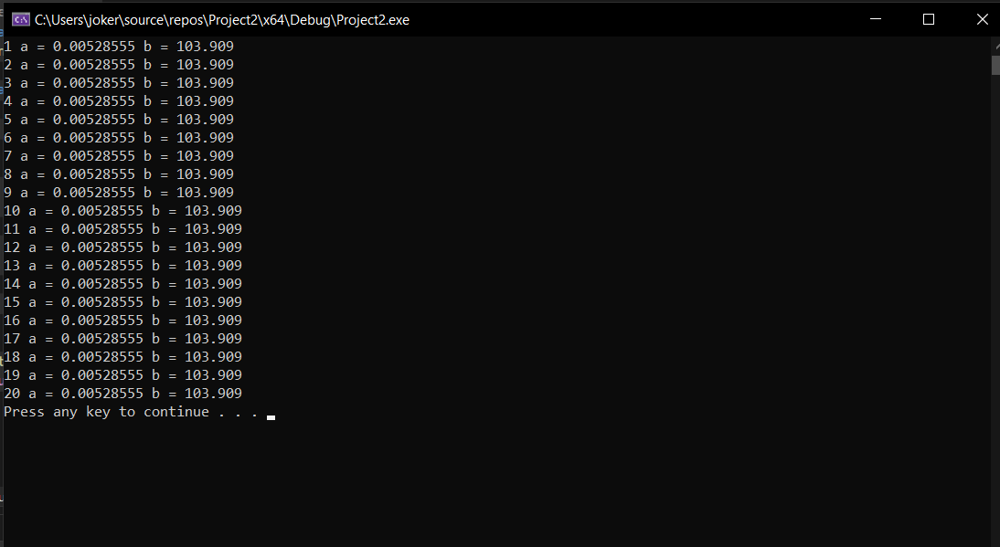 C:\Users\joker\source\repos\Project2\x64\Debug\Project2.exe
1 a = 0.00528555 b = 103.909
2 a = 0.00528555 b = 103.909
3 a = 0.00528555 b = 103.909
4 a = 0.00528555 b = 103.909
5 a = 0.00528555 b = 103.909
6 a = 0.00528555 b = 103.909
7 a = 0.00528555 b = 103.909
8 a = 0.00528555 b = 103.909
9 a = 0.00528555 b = 103.909
10 a = 0.00528555 b = 103.909
11 a = 0.00528555 b = 103.909
12 a = 0.00528555 b = 103.909
13 a = 0.00528555 b = 103.909
14 a = 0.00528555 b = 103.909
15 a = 0.00528555 b = 103.909
16 a = 0.00528555 b = 103.909
17 a = 0.00528555 b = 103.909
18 a = 0.00528555 b = 103.909
19 a = 0.00528555 b = 103.909
20 a = 0.00528555 b = 103.909
Press any key to continue . . .